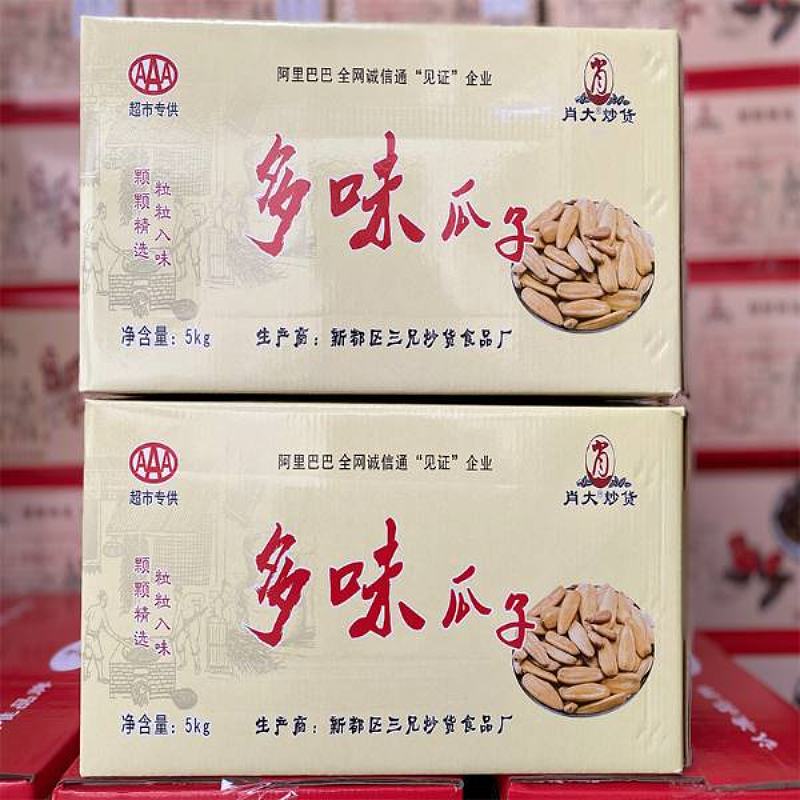 AAA
超市专供
阿里巴巴 全网诚信通“见证”企业
肖
肖大®炒货
颗颗精选
粒粒入味
多味瓜子
净含量：5kg
生产商：新都区三兄炒货食品厂
AAA
超市专供
阿里巴巴 全网诚信通“见证”企业
肖
肖大®炒货
颗颗精选
粒粒入味
多味瓜子
净含量：5kg
生产商：新都区三兄炒货食品厂